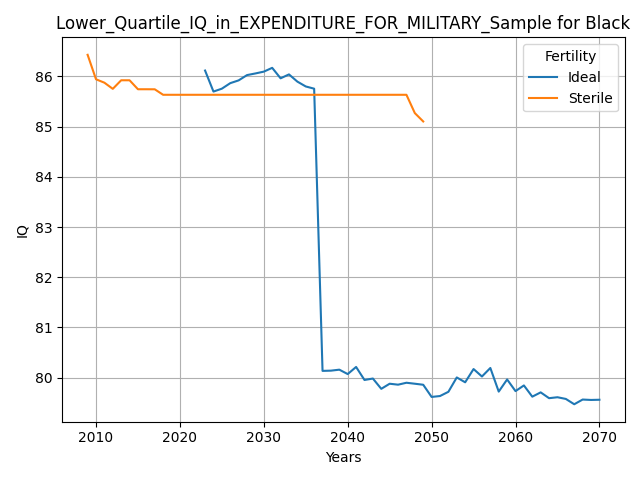 Lower_Quartile_IQ_in_EXPENDITURE_FOR_MILITARY_Sample for Black
Fertility
Ideal
Sterile
IQ
86
85
84
83
82
81
80
2010 2020 2030 2040 2050 2060 2070
Years